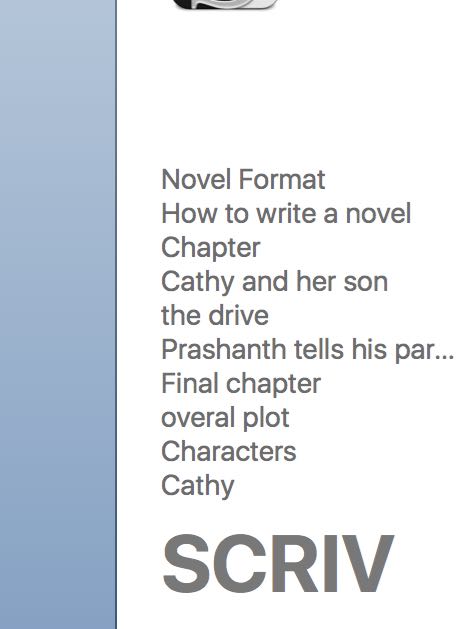 Novel Format
How to write a novel
Chapter
Cathy and her son
the drive
Prashanth tells his par...
Final chapter
overal plot
Characters
Cathy
SCRIV